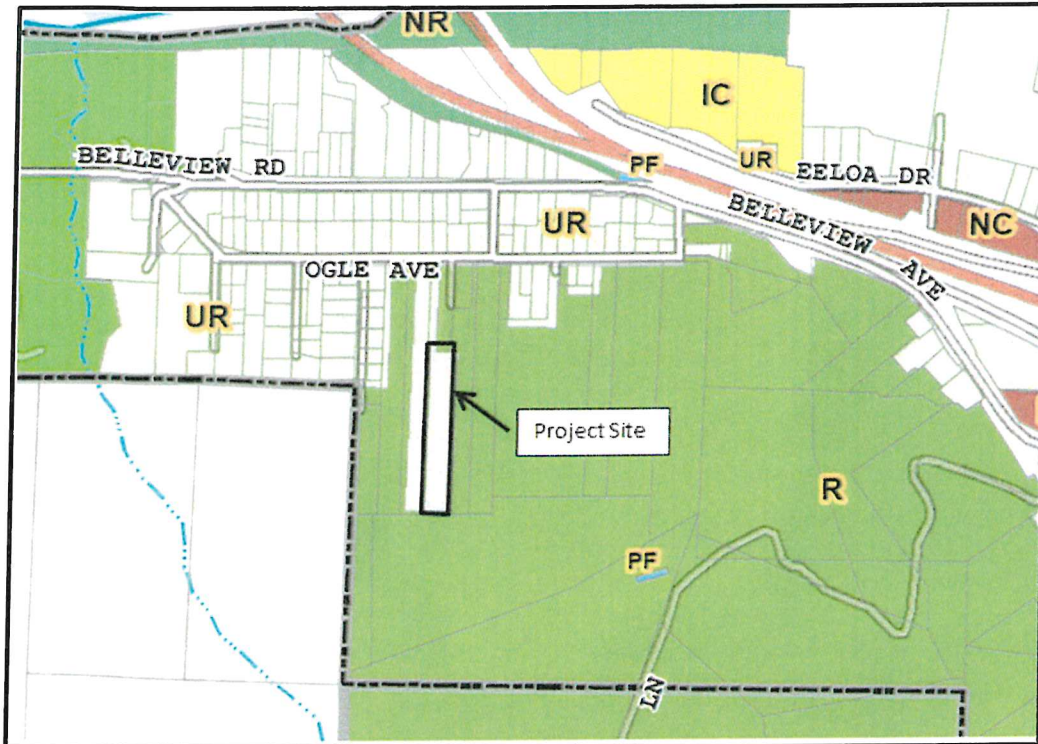 NR
IC
BELLEVIEW RD
PF
UR
EELOA DR
UR
BELLEVIEW AVE
NC
OGLE AVE
UR
Project Site
R
PF
LN